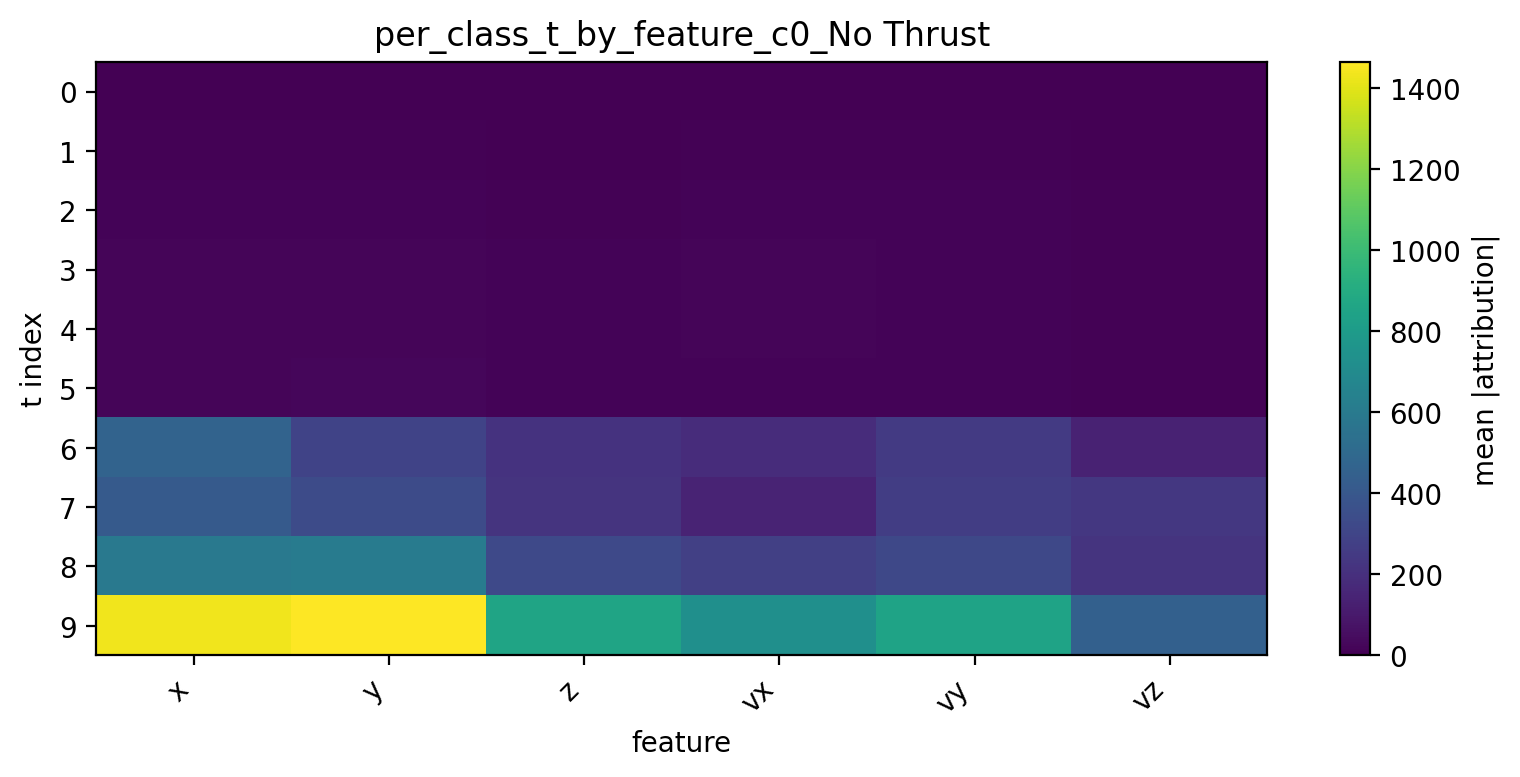 per_class_t_by_feature_c0_No Thrust
0
1
2
3
4
5
6
7
8
9
t index
x
y
z
vx
vy
vz
feature
1400
1200
1000
800
600
400
200
0
mean |attribution|